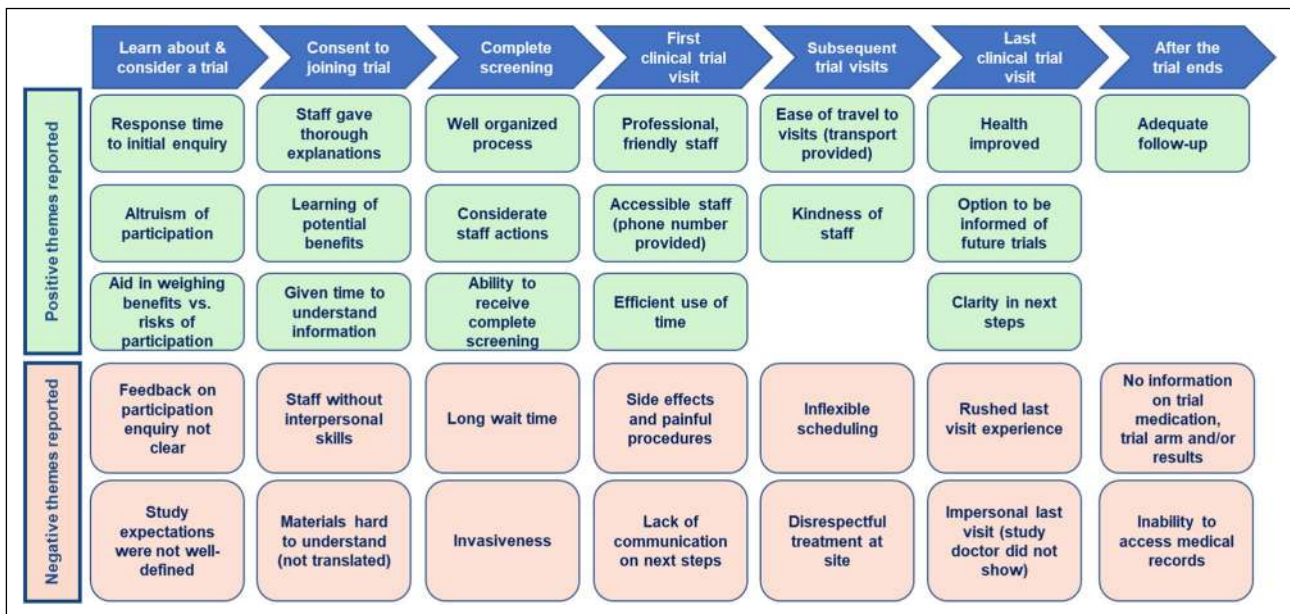 Learn about &
consider a trial
Consent to
joining trial
Complete
screening
First
clinical trial
visit
Subsequent
trial visits
Last
clinical trial
visit
After the
trial ends
Positive themes reported
Response time
to initial enquiry
Staff gave
thorough
explanations
Well organized
process
Professional,
friendly staff
Ease of travel to
visits (transport
provided)
Health
improved
Adequate
follow-up
Altruism of
participation
Learning of
potential
benefits
Considerate
staff actions
Accessible staff
(phone number
provided)
Kindness of
staff
Option to be
informed of
future trials
Aid in weighing
benefits vs.
risks of
participation
Given time to
understand
information
Ability to
receive
complete
screening
Efficient use of
time
Clarity in next
steps
Negative themes reported
Feedback on
participation
enquiry not
clear
Staff without
interpersonal
skills
Long wait time
Side effects
and painful
procedures
Inflexible
scheduling
Rushed last
visit experience
No information
on trial
medication,
trial arm and/or
results
Study
expectations
were not well-
defined
Materials hard
to understand
(not translated)
Invasiveness
Lack of
communication
on next steps
Disrespectful
treatment at
site
Impersonal last
visit (study
doctor did not
show)
Inability to
access medical
records